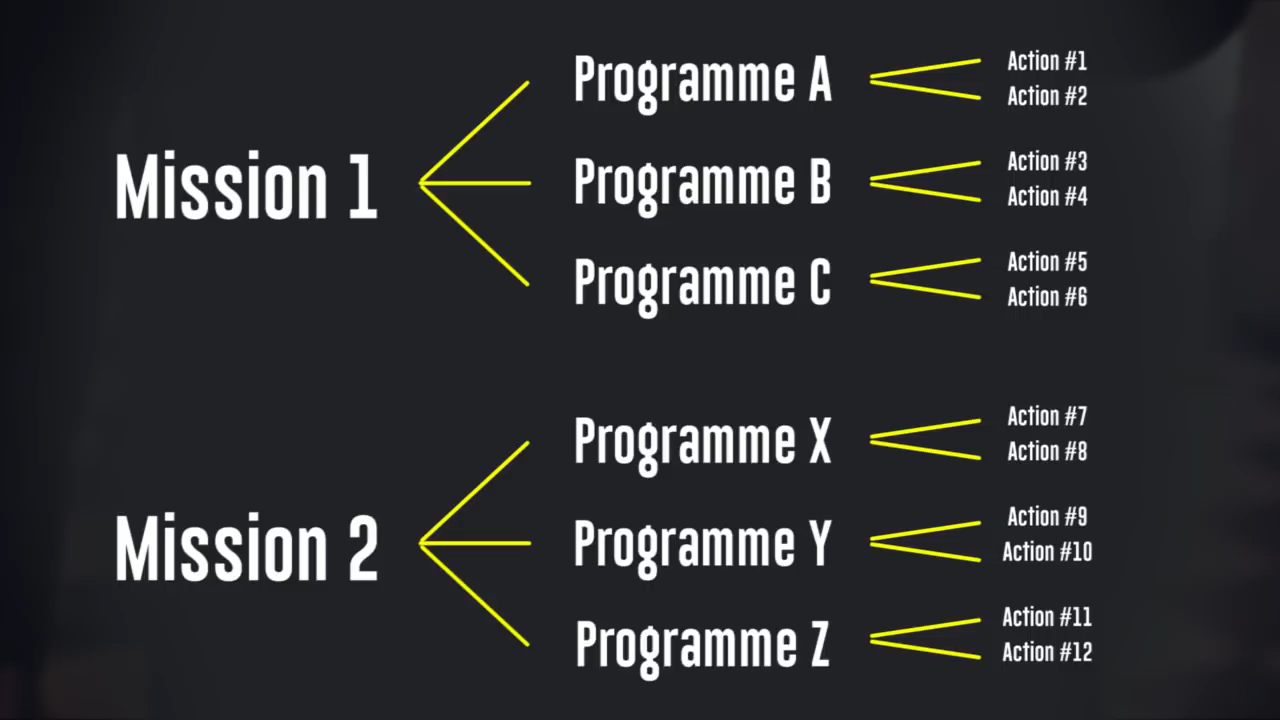 Mission 1
Programme A
Action #1
Action #2
Programme B
Action #3
Action #4
Programme C
Action #5
Action #6
Mission 2
Programme X
Action #7
Action #8
Programme Y
Action #9
Action #10
Programme Z
Action #11
Action #12